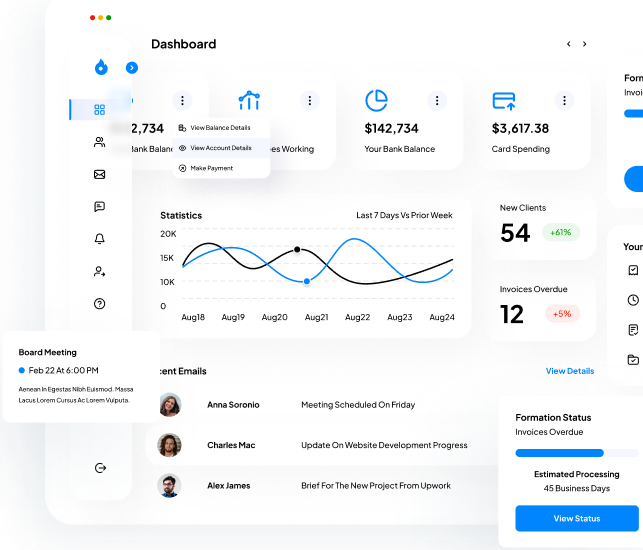 Dashboard
2,734
Bank Balance
View Balance Details
View Account Details
Make Payment
es Working
$142,734
Your Bank Balance
$3,617.38
Card Spending
Form
Invoi
Statistics
Last 7 Days Vs Prior Week
20K
15K
10K
0
Aug18
Aug19
Aug20
Aug21
Aug22
Aug23
Aug24
New Clients
54
+61%
Invoices Overdue
12
+5%
Your
Board Meeting
Feb 22 At 6:00 PM
Aenean In Egestas Nibh Euismod. Massa
Lacus Lorem Cursus Ac Lorem Vulputa.
cent Emails
View Details
Anna Soronio
Meeting Scheduled On Friday
Charles Mac
Update On Website Development Progress
Alex James
Brief For The New Project From Upwork
Formation Status
Invoices Overdue
Estimated Processing
45 Business Days
View Status